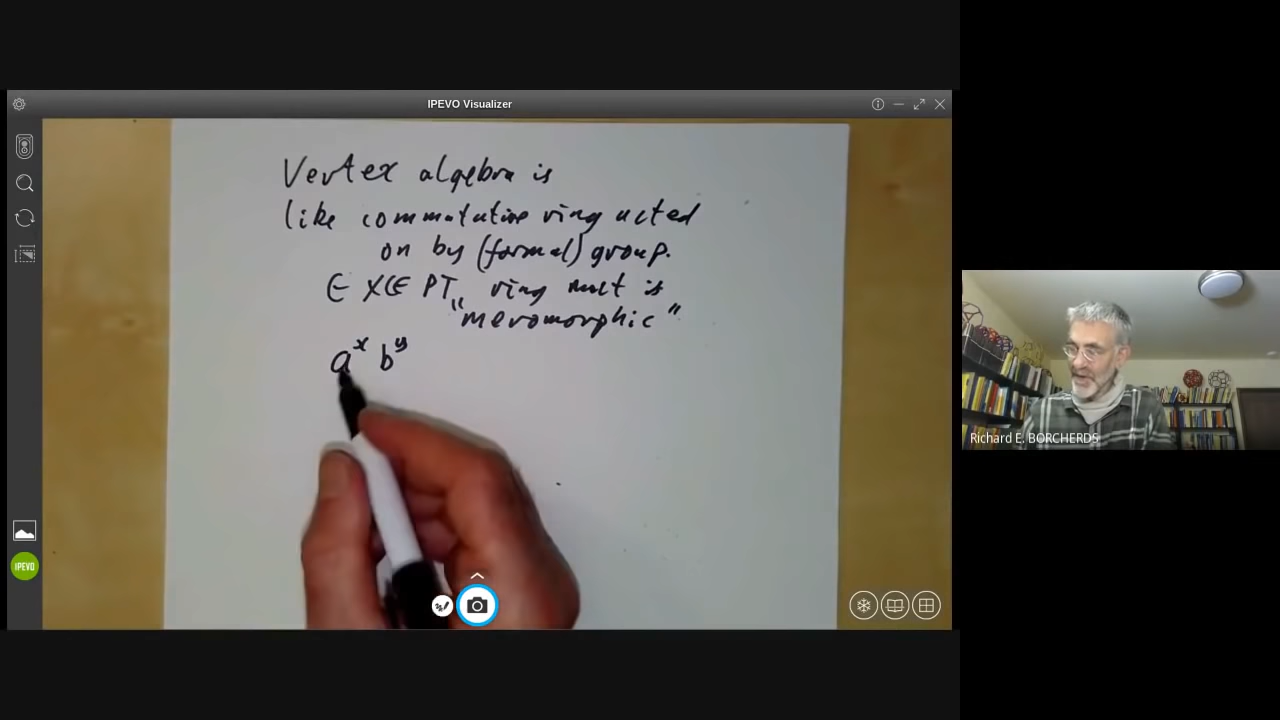 IPEVO Visualizer
Vertex algebra is
like commutative ring acted
on by (formal) group.
EXCEPT, ring mult is
"meromorphic"
a^x b^y
Richard E. BORCHERDS
IPEVO